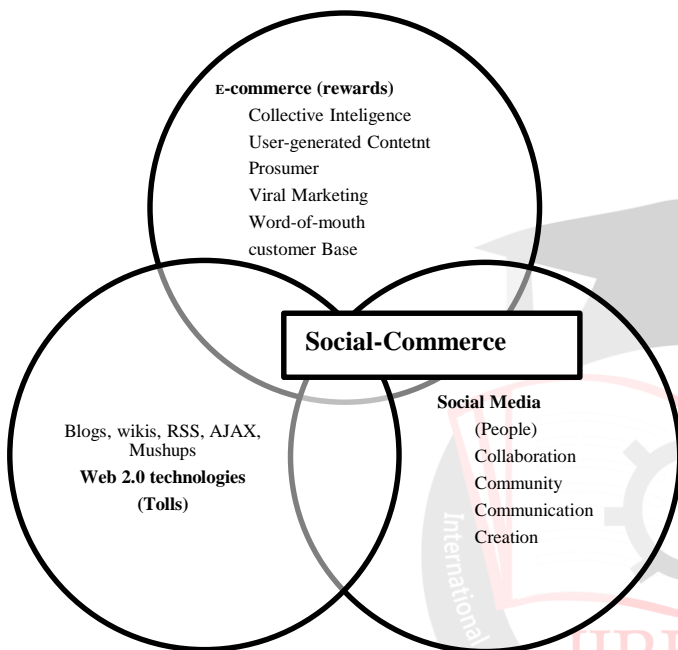 E-commerce (rewards)
Collective Inteligence
User-generated Contetnt
Prosumer
Viral Marketing
Word-of-mouth
customer Base
Social-Commerce
Blogs, wikis, RSS, AJAX,
Mushups
Web 2.0 technologies
(Tolls)
Social Media
(People)
Collaboration
Community
Communication
Creation
International